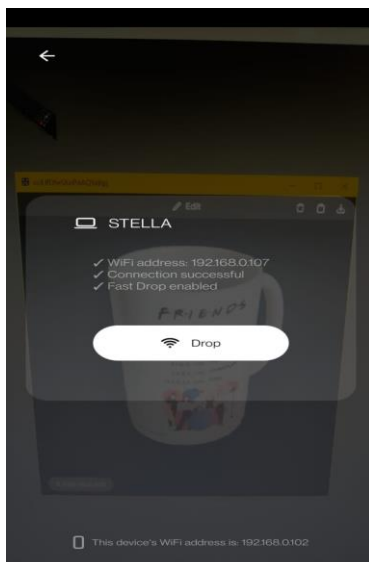 Edit
STELLA
✓ WiFi address: 192.168.0.107
✓ Connection successful
✓ Fast Drop enabled
FRIENDS
Drop
This device's WiFi address is: 192.168.0.102